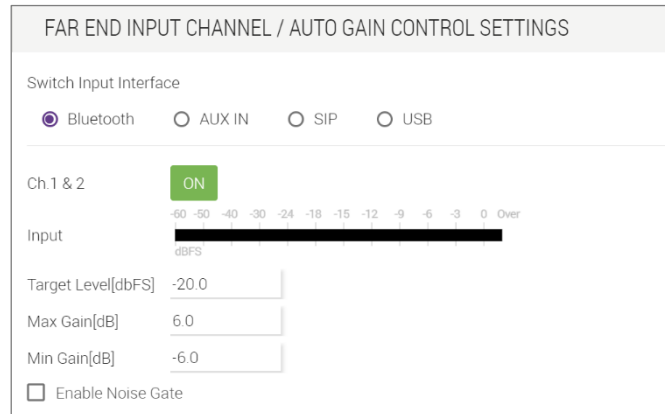 FAR END INPUT CHANNEL / AUTO GAIN CONTROL SETTINGS
Switch Input Interface
Bluetooth AUX IN SIP USB
Ch.1 & 2 ON
-60 -50 -40 -30 -24 -18 -15 -12 -9 -6 -3 0 Over
Input
dBFS
Target Level[dbFS] -20.0
Max Gain[dB] 6.0
Min Gain[dB] -6.0
Enable Noise Gate